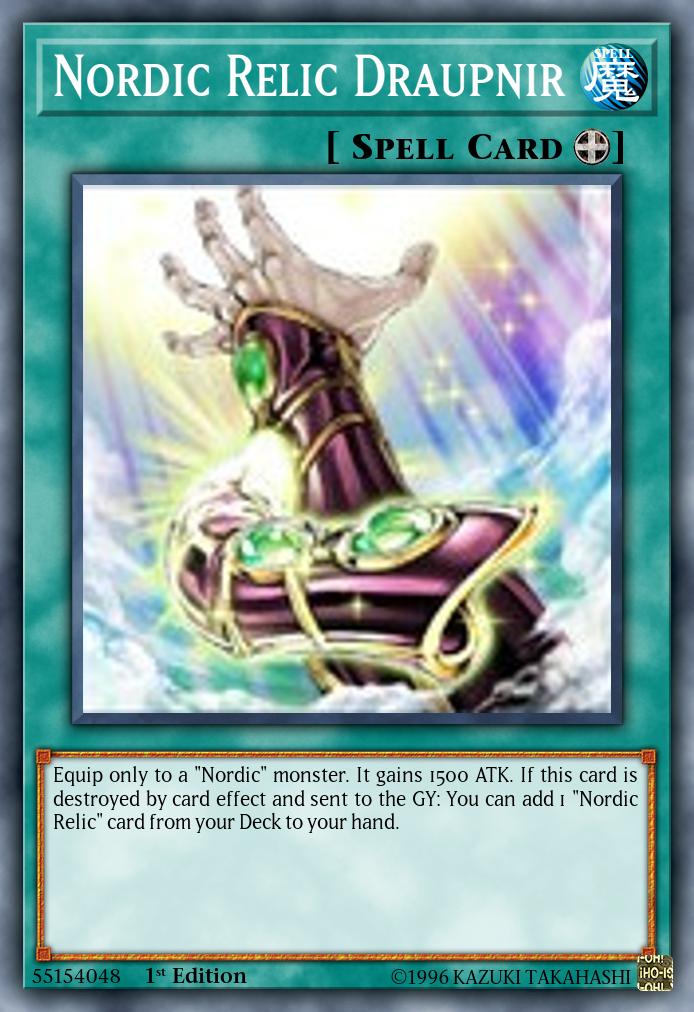 Nordic Relic Draupnir
SPELL
魔
[ Spell Card ]
Equip only to a "Nordic" monster. It gains 1500 ATK. If this card is
destroyed by card effect and sent to the GY: You can add 1 "Nordic
Relic" card from your Deck to your hand.
55154048 1st Edition ©1996 KAZUKI TAKAHASHI